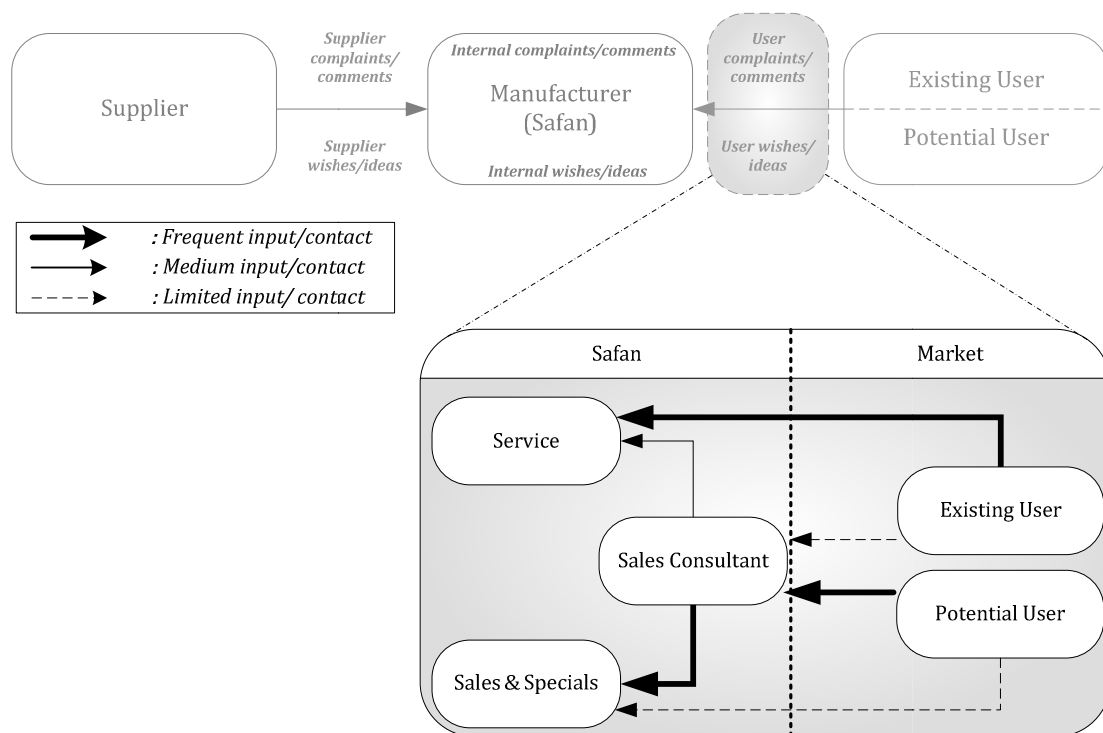 Supplier
Supplier
complaints/
comments
Supplier
wishes/ideas
Internal complaints/comments
Manufacturer
(Safan)
Internal wishes/ideas
User
complaints/
comments
User wishes/
ideas
Existing User
Potential User
: Frequent input/contact
: Medium input/contact
: Limited input/ contact
Safan
Market
Service
Existing User
Sales Consultant
Potential User
Sales & Specials